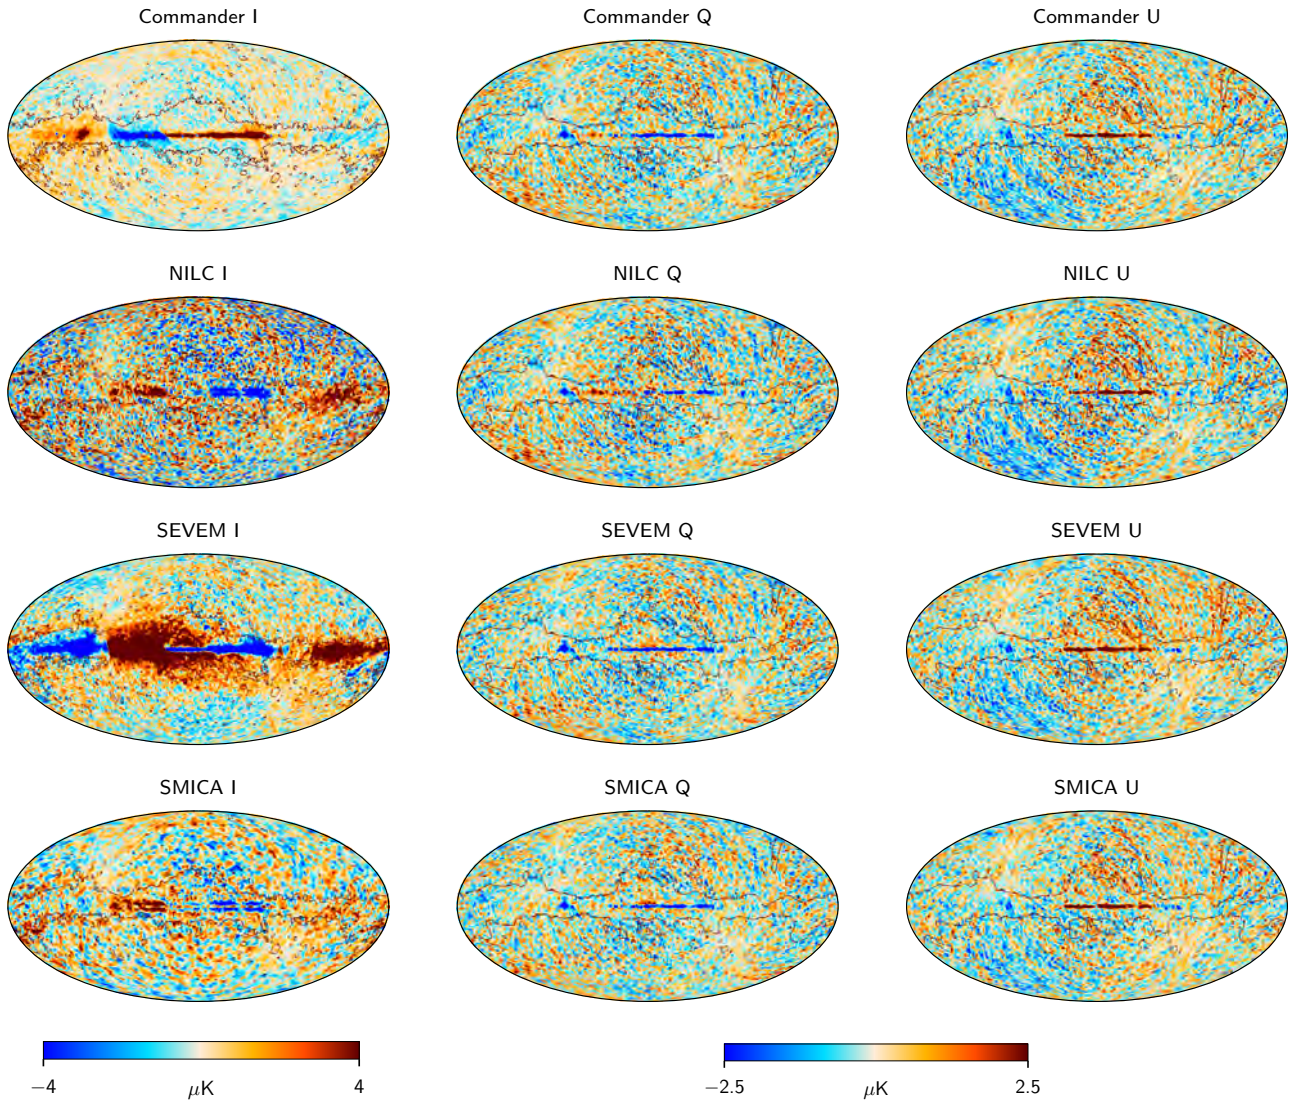 Commander I Commander Q Commander U
NILC I NILC Q NILC U
SEVEM I SEVEM Q SEVEM U
SMICA I SMICA Q SMICA U
−4 μK 4 −2.5 μK 2.5